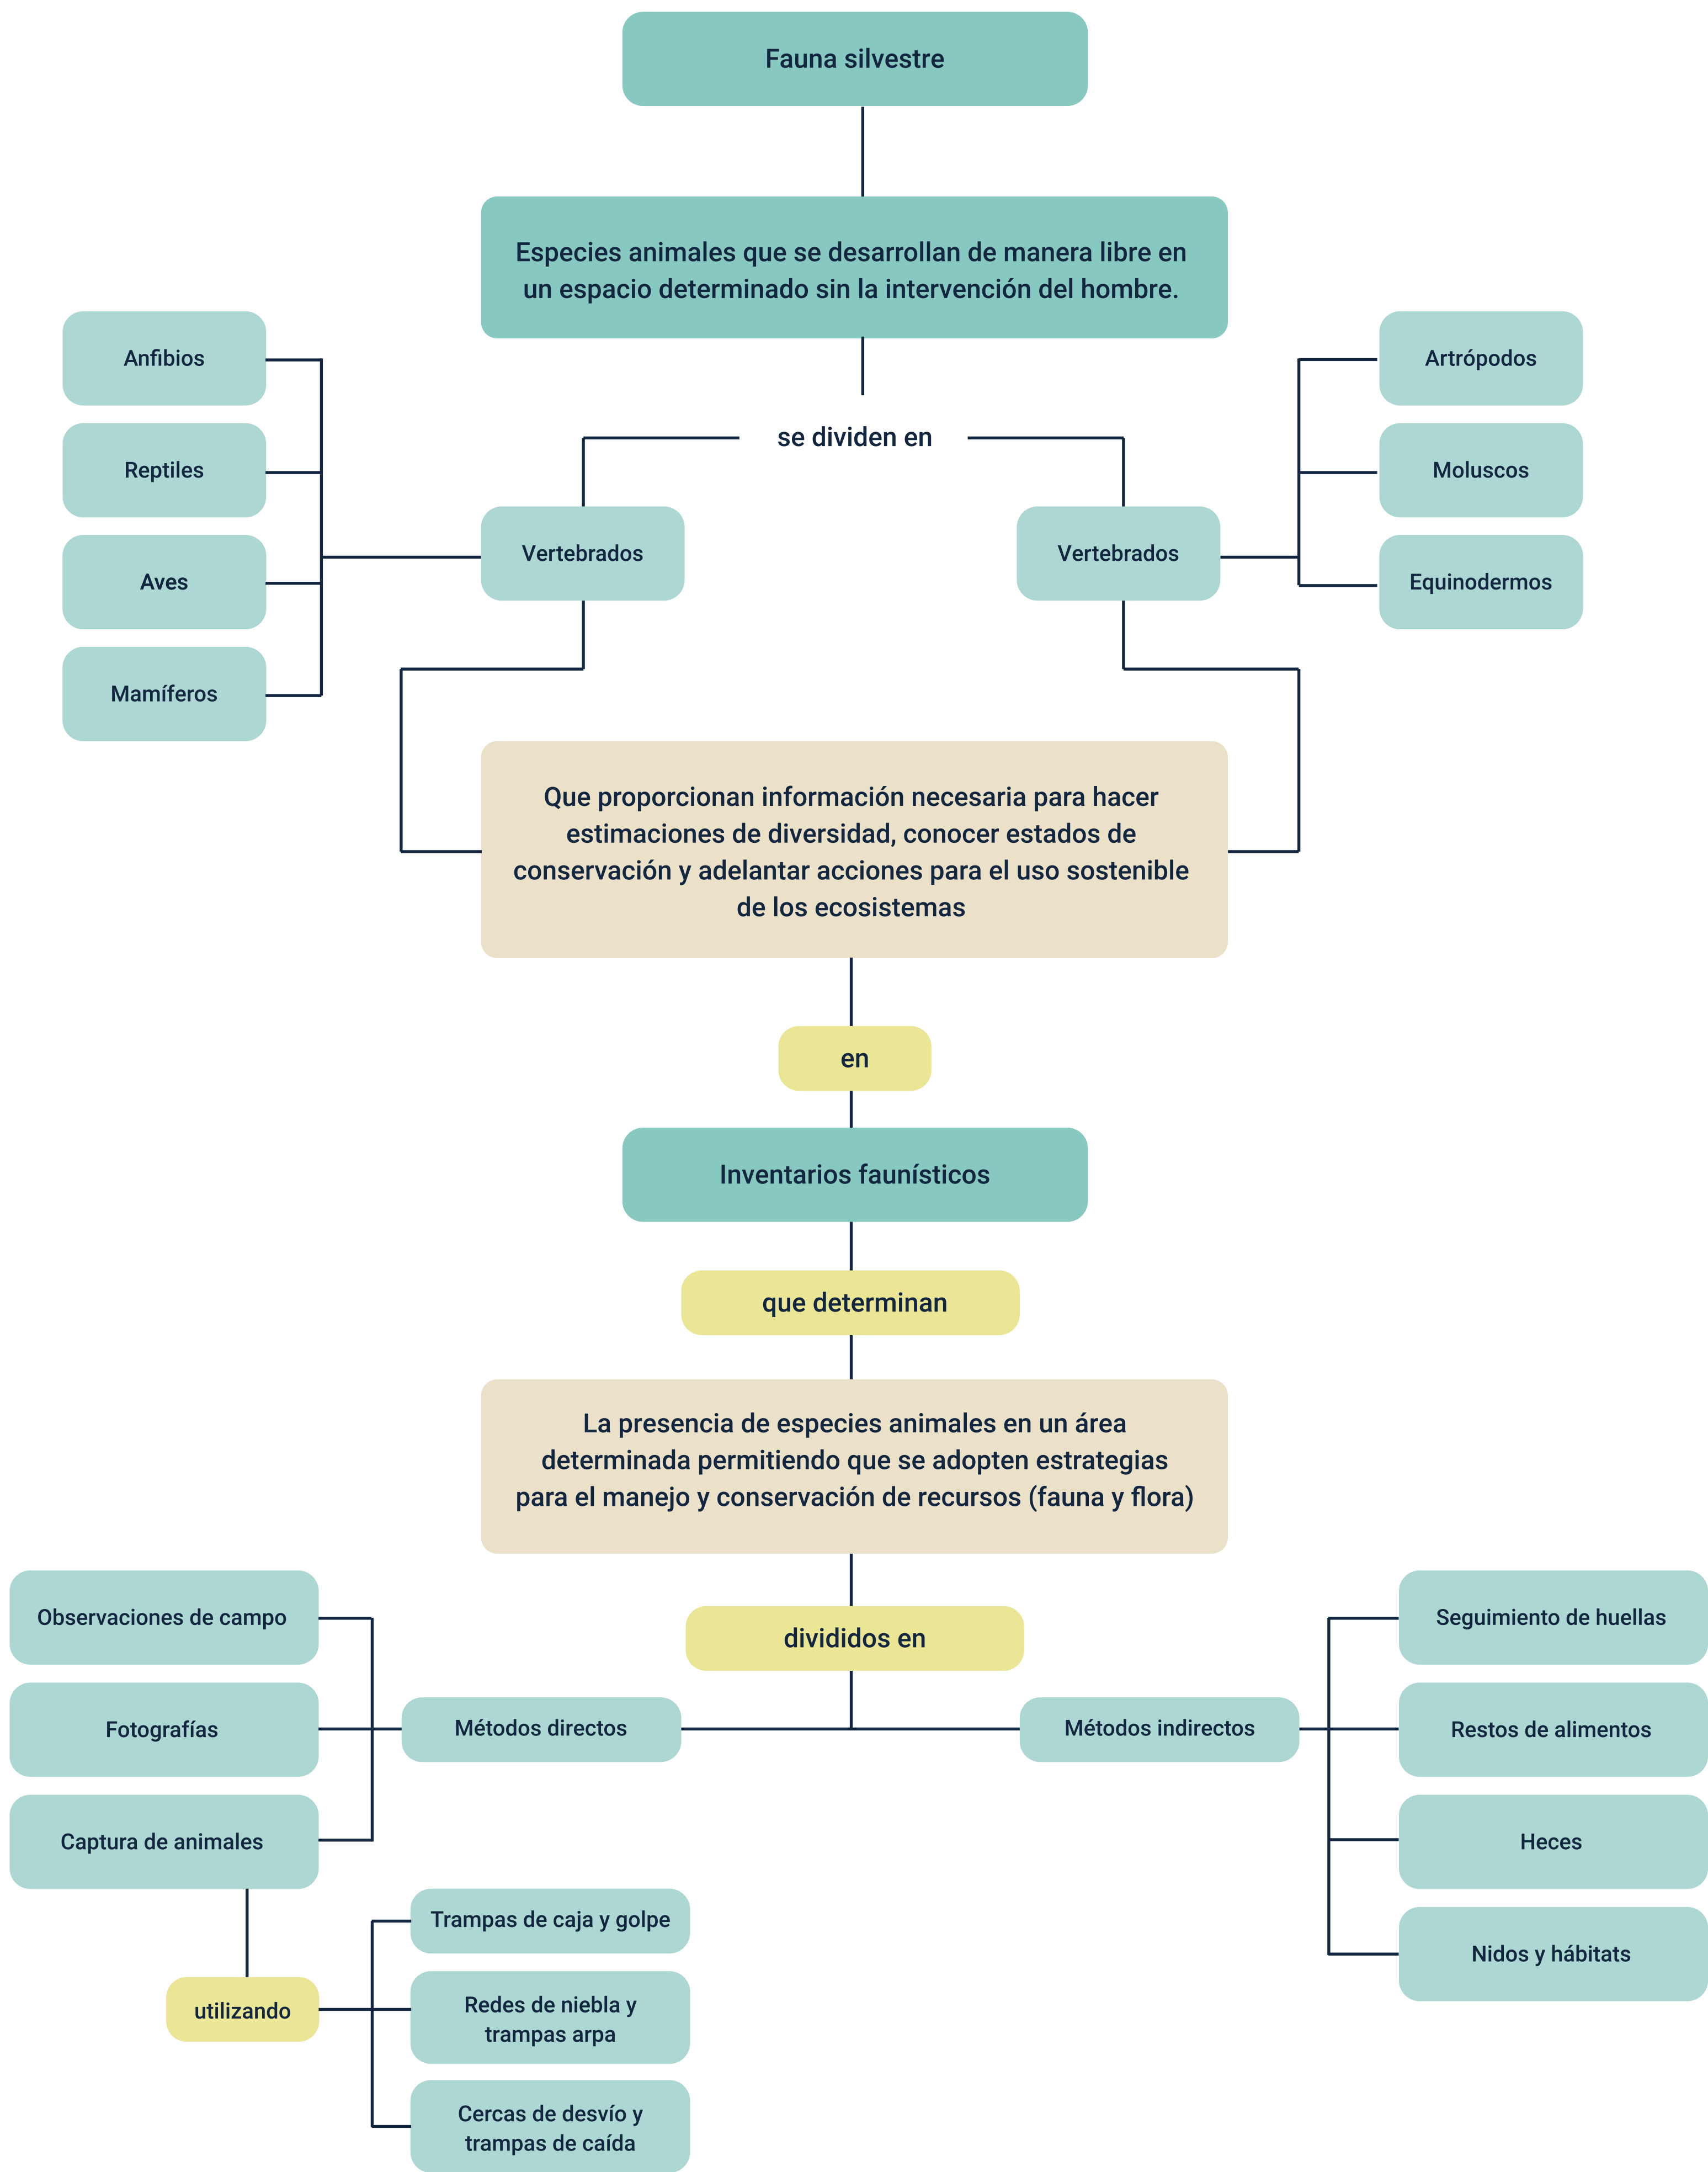 Fauna silvestre
Especies animales que se desarrollan de manera libre en
un espacio determinado sin la intervención del hombre.
se dividen en
Vertebrados
Anfibios
Reptiles
Aves
Mamíferos
Vertebrados
Artrópodos
Moluscos
Equinodermos
Que proporcionan información necesaria para hacer
estimaciones de diversidad, conocer estados de
conservación y adelantar acciones para el uso sostenible
de los ecosistemas
en
Inventarios faunísticos
que determinan
La presencia de especies animales en un área
determinada permitiendo que se adopten estrategias
para el manejo y conservación de recursos (fauna y flora)
divididos en
Métodos directos
Observaciones de campo
Fotografías
Captura de animales
utilizando
Trampas de caja y golpe
Redes de niebla y
trampas arpa
Cercas de desvío y
trampas de caída
Métodos indirectos
Seguimiento de huellas
Restos de alimentos
Heces
Nidos y hábitats